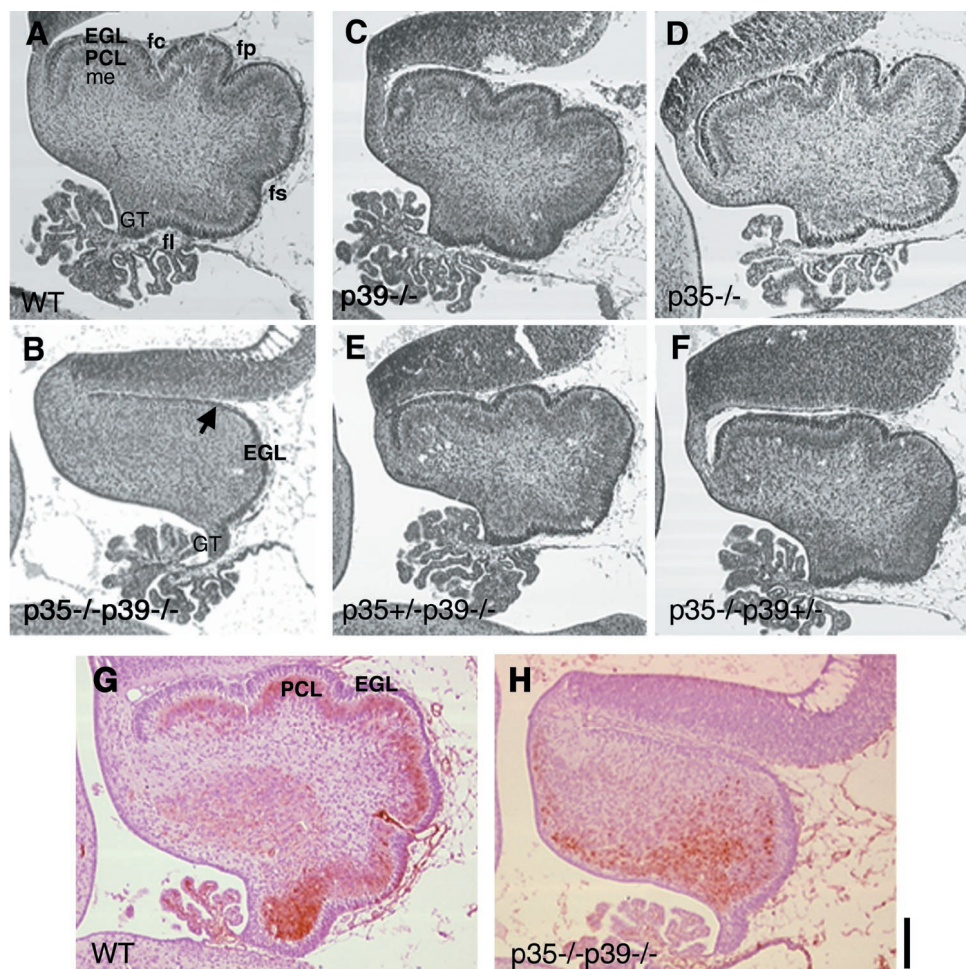 A
EGL
PCL
me
fc
fp
fs
GT
fl
WT
C
p39-/-
D
p35-/-
B
EGL
GT
p35-/-p39-/-
E
p35+/-p39-/-
F
p35-/-p39+/-
G
PCL
EGL
WT
H
p35-/-p39-/-